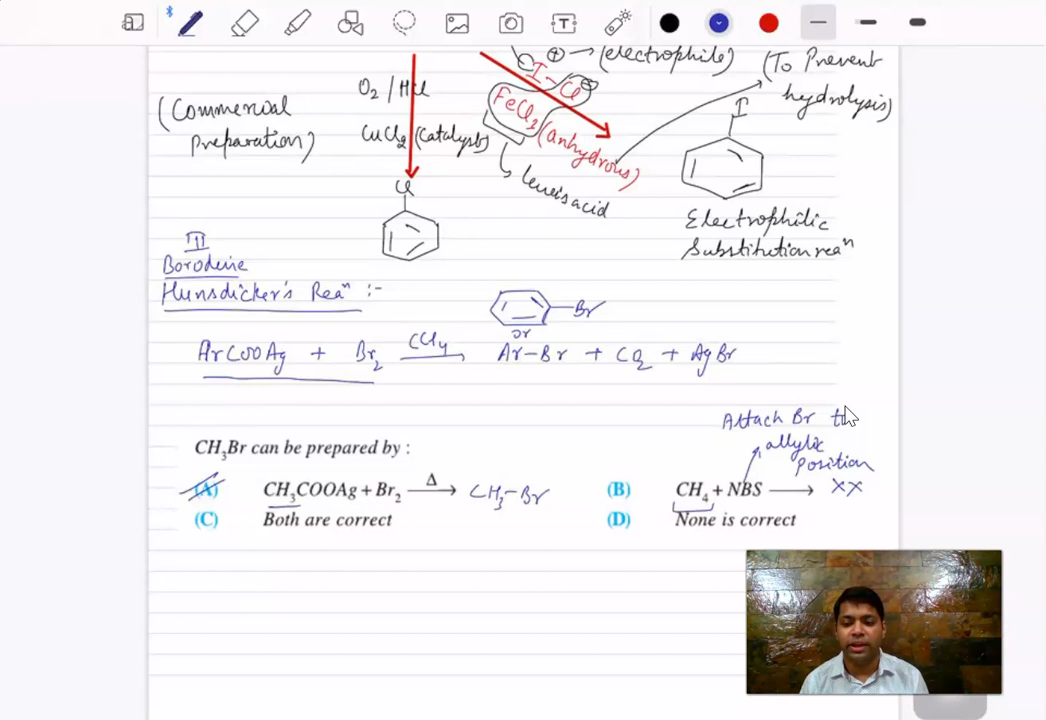 ⊕ → (electrophile)
(To Prevent
hydrolysis)
I – Cl ⊖
FeCl3 (anhydrous)
I
O2 / HCl
CuCl2 (catalyst)
(Commercial
Preparation)
Lewis acid
Cl
Electrophilic
Substitution reaⁿ
II
Borodine
Hunsdicker's Reaⁿ :-
Br
or
ArCOOAg + Br2 CCl4 Ar–Br + CO2 + AgBr
Attach Br to
allylic
position
CH3Br can be prepared by :
(A) CH3COOAg + Br2 —Δ→ CH3–Br
(B) CH4 + NBS → ××
(C) Both are correct
(D) None is correct